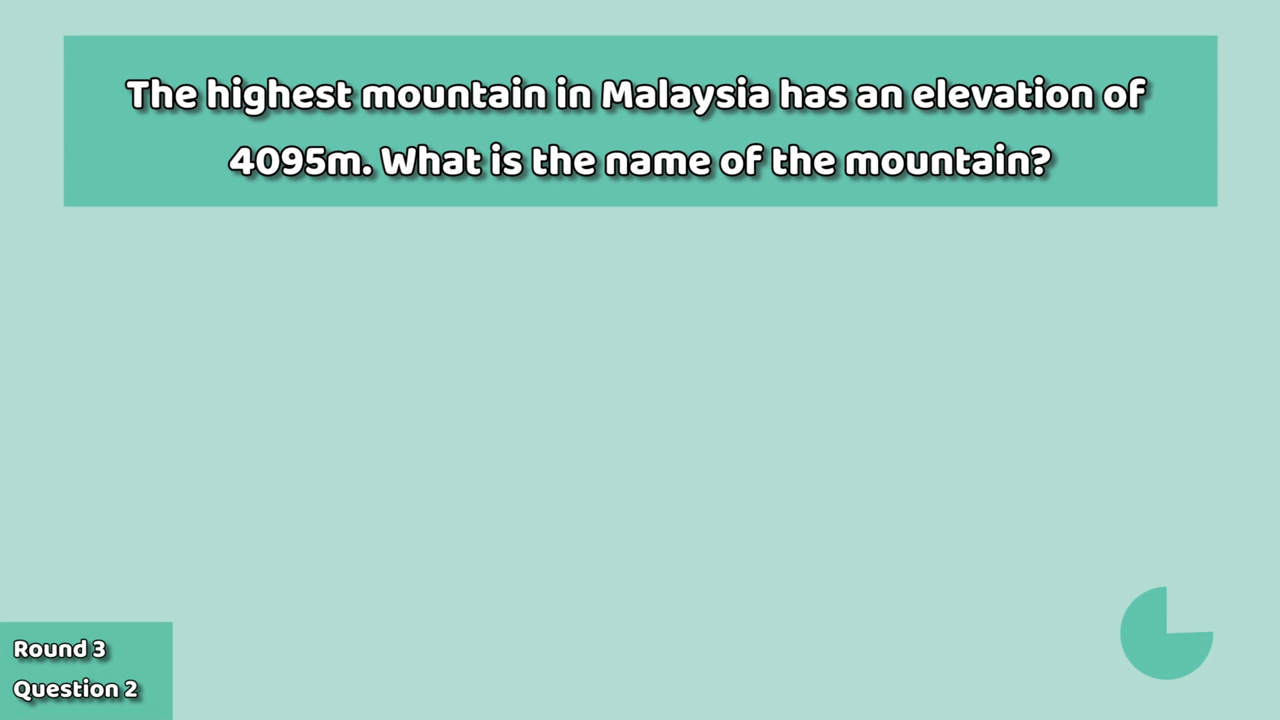 The highest mountain in Malaysia has an elevation of
4095m. What is the name of the mountain?
Round 3
Question 2